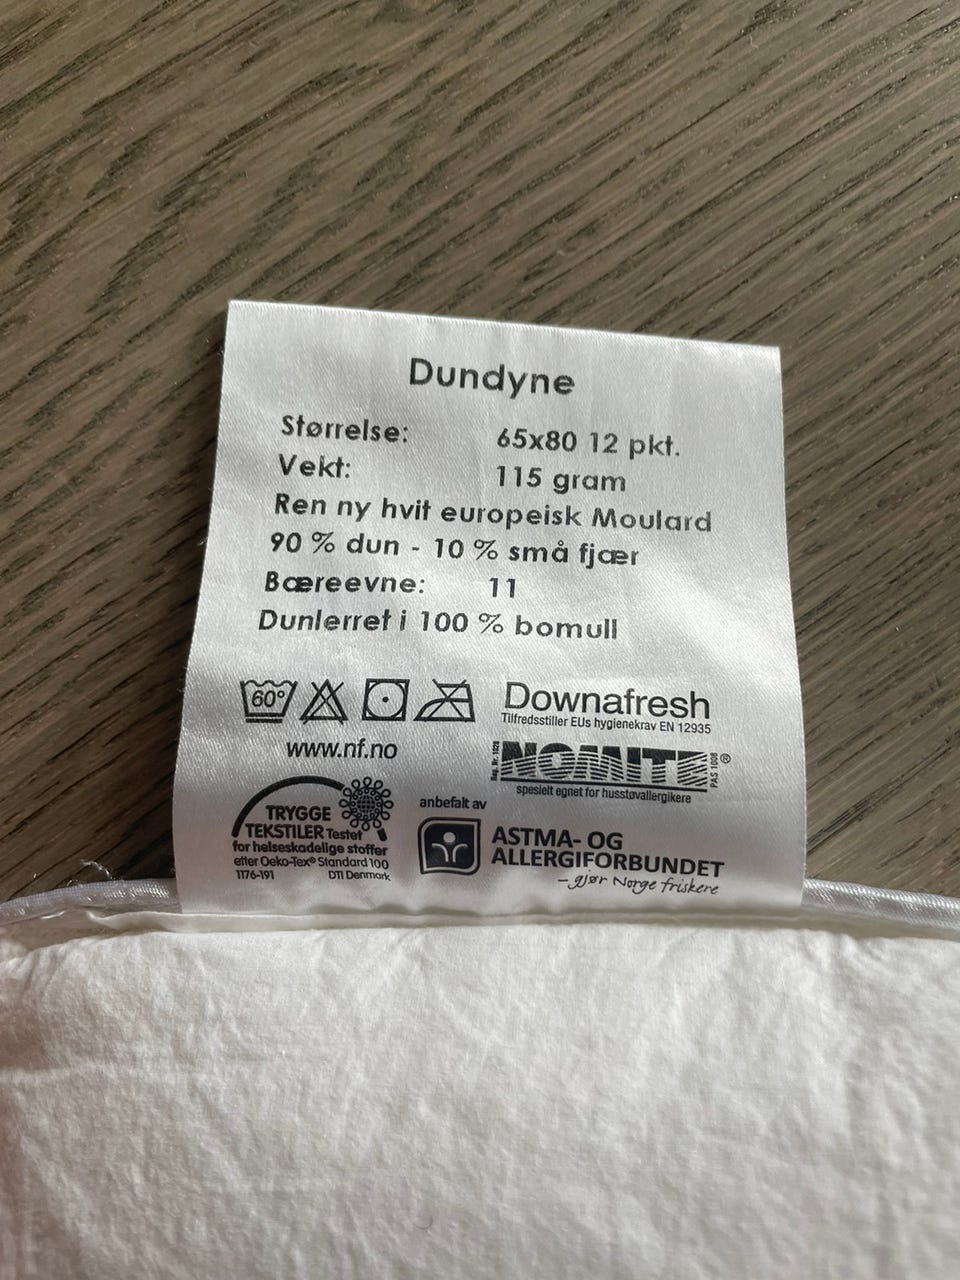 Dundyne
Størrelse: 65x80 12 pkt.
Vekt: 115 gram
Ren ny hvit europeisk Moulard
90 % dun - 10 % små fjær
Bæreevne: 11
Dunlerret i 100 % bomull
60°
Downafresh
Tilfredsstiller EUs hygienekrav EN 12935
www.nf.no
Reg. Nr. 1028 NOMITE PAS 1008 ®
spesielt egnet for husstøvallergikere
TRYGGE
TEKSTILER Testet
for helseskadelige stoffer
etter Oeko-Tex® Standard 100
1176-191 DTI Denmark
anbefalt av
ASTMA- OG
ALLERGIFORBUNDET
– gjør Norge friskere